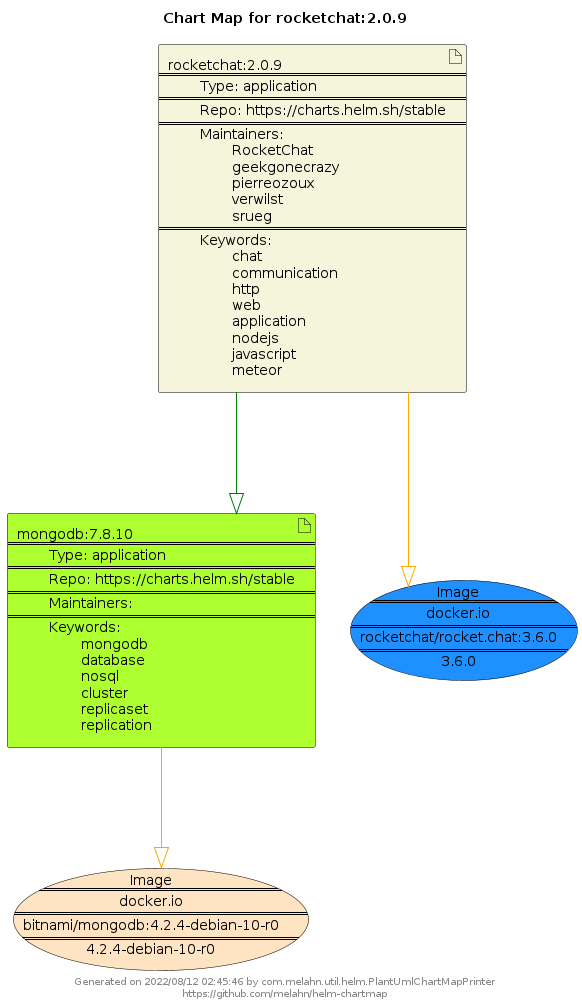 Chart Map for rocketchat:2.0.9
rocketchat:2.0.9
Type: application
Repo: https://charts.helm.sh/stable
Maintainers:
RocketChat
geekgonecrazy
pierreozoux
verwilst
srueg
Keywords:
chat
communication
http
web
application
nodejs
javascript
meteor
mongodb:7.8.10
Type: application
Repo: https://charts.helm.sh/stable
Maintainers:
Keywords:
mongodb
database
nosql
cluster
replicaset
replication
Image
docker.io
rocketchat/rocket.chat:3.6.0
3.6.0
Image
docker.io
bitnami/mongodb:4.2.4-debian-10-r0
4.2.4-debian-10-r0
Generated on 2022/08/12 02:45:46 by com.melahn.util.helm.PlantUmlChartMapPrinter
https://github.com/melahn/helm-chartmap